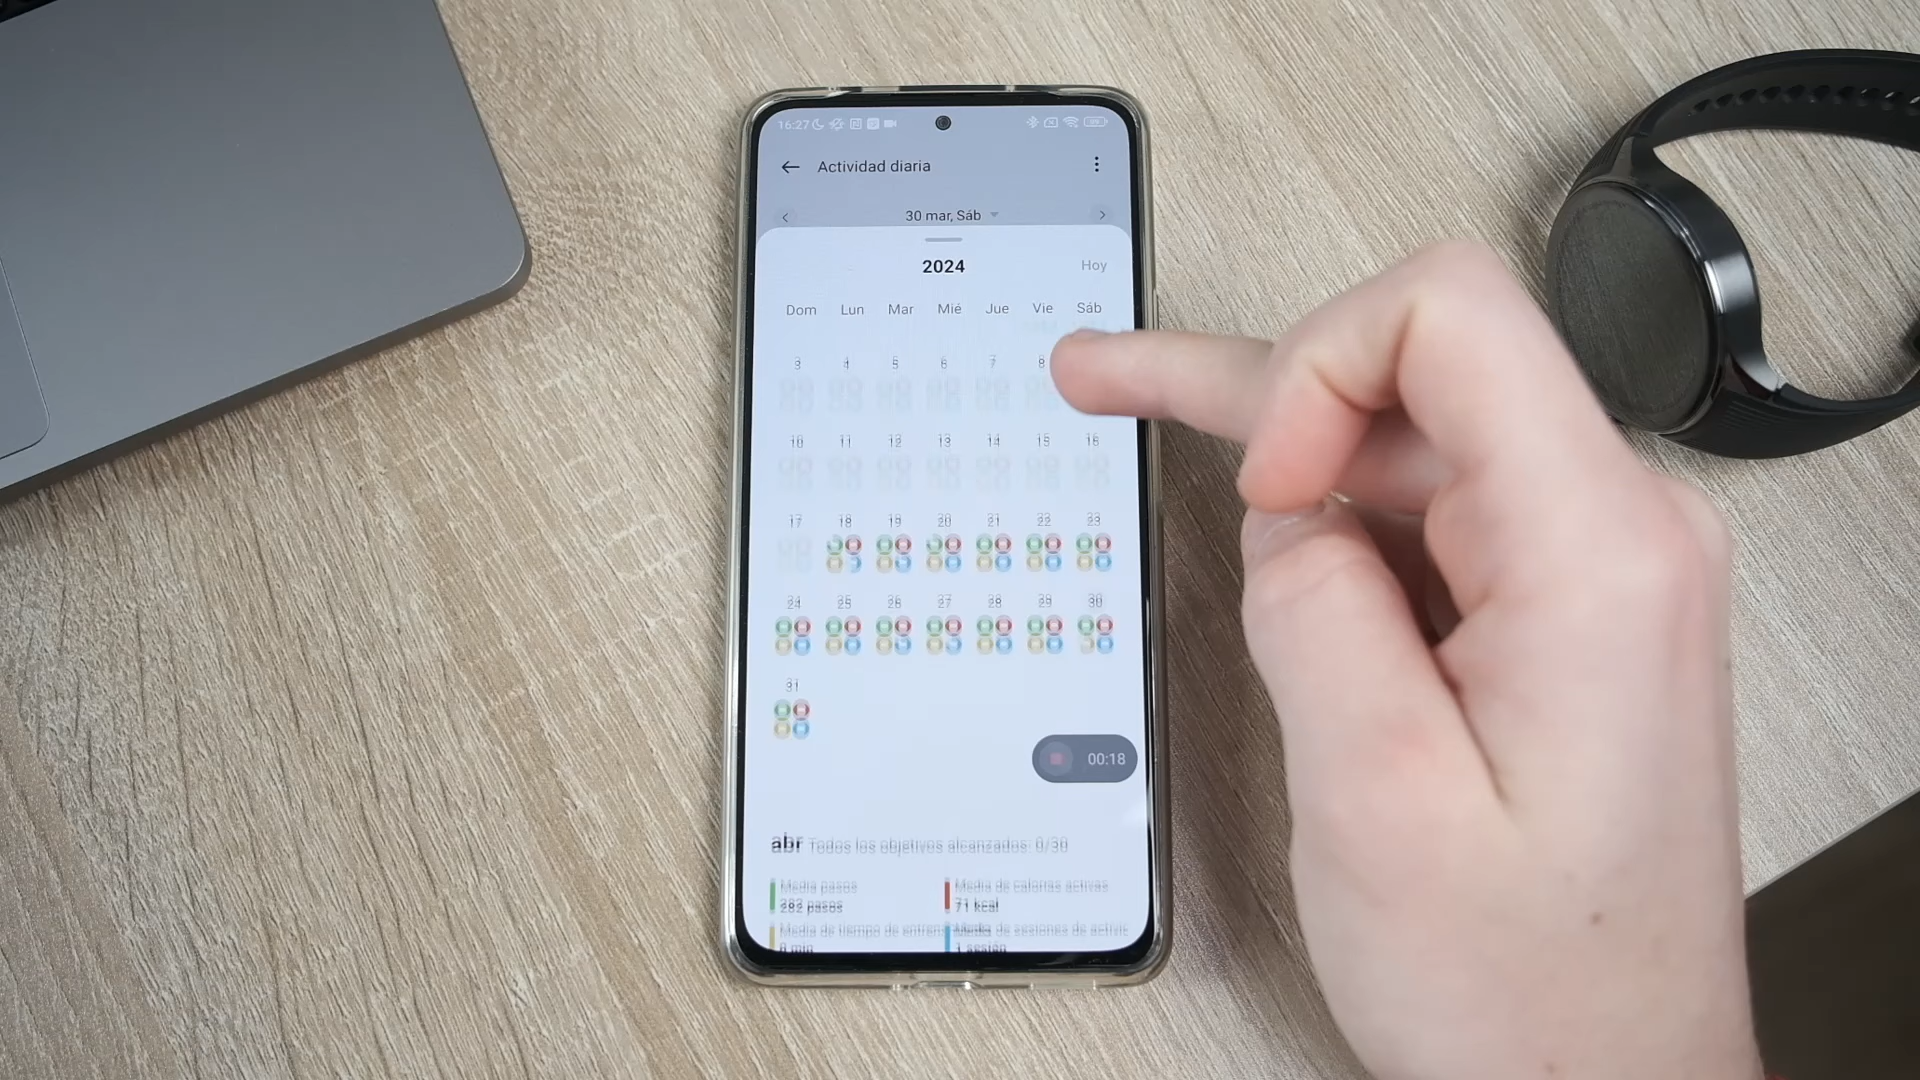 16:27
Actividad diaria
30 mar, Sáb
2024 Hoy
Dom Lun Mar Mié Jue Vie Sáb
3 4 5 6 7 8
10 11 12 13 14 15 16
17 18 19 20 21 22 23
24 25 26 27 28 29 30
31
00:18
abr Todos los objetivos alcanzados: 0/30
Media pasos Media de calorías activas
282 pasos 71 kcal
Media de tiempo de entrem Media de sesiones de activic
0 min 1 sesión